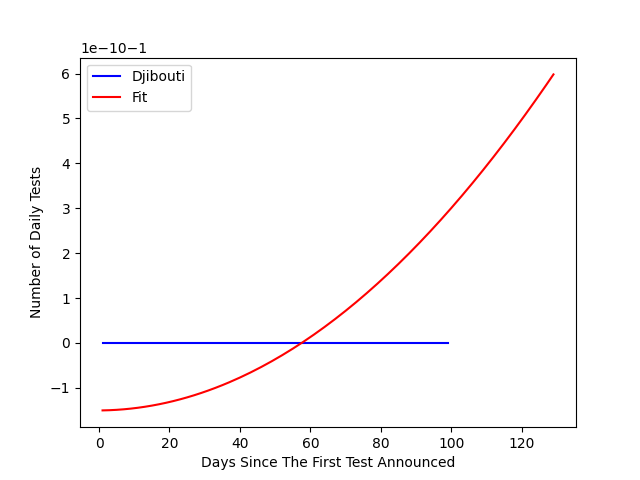 1e−10−1
Djibouti
Fit
6
5
4
3
2
1
0
−1
Number of Daily Tests
0 20 40 60 80 100 120
Days Since The First Test Announced